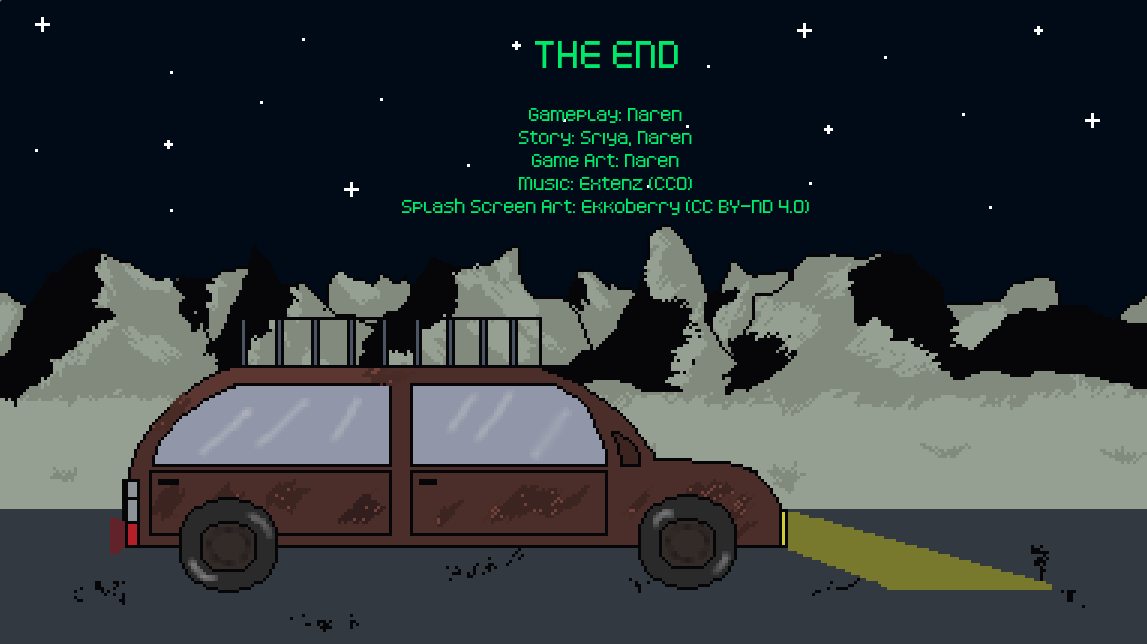 THE END
Gameplay: Naren
Story: Sriya, Naren
Game Art: Naren
Music: Extenz (CC0)
Splash Screen Art: Ekkoberry (CC BY-ND 4.0)